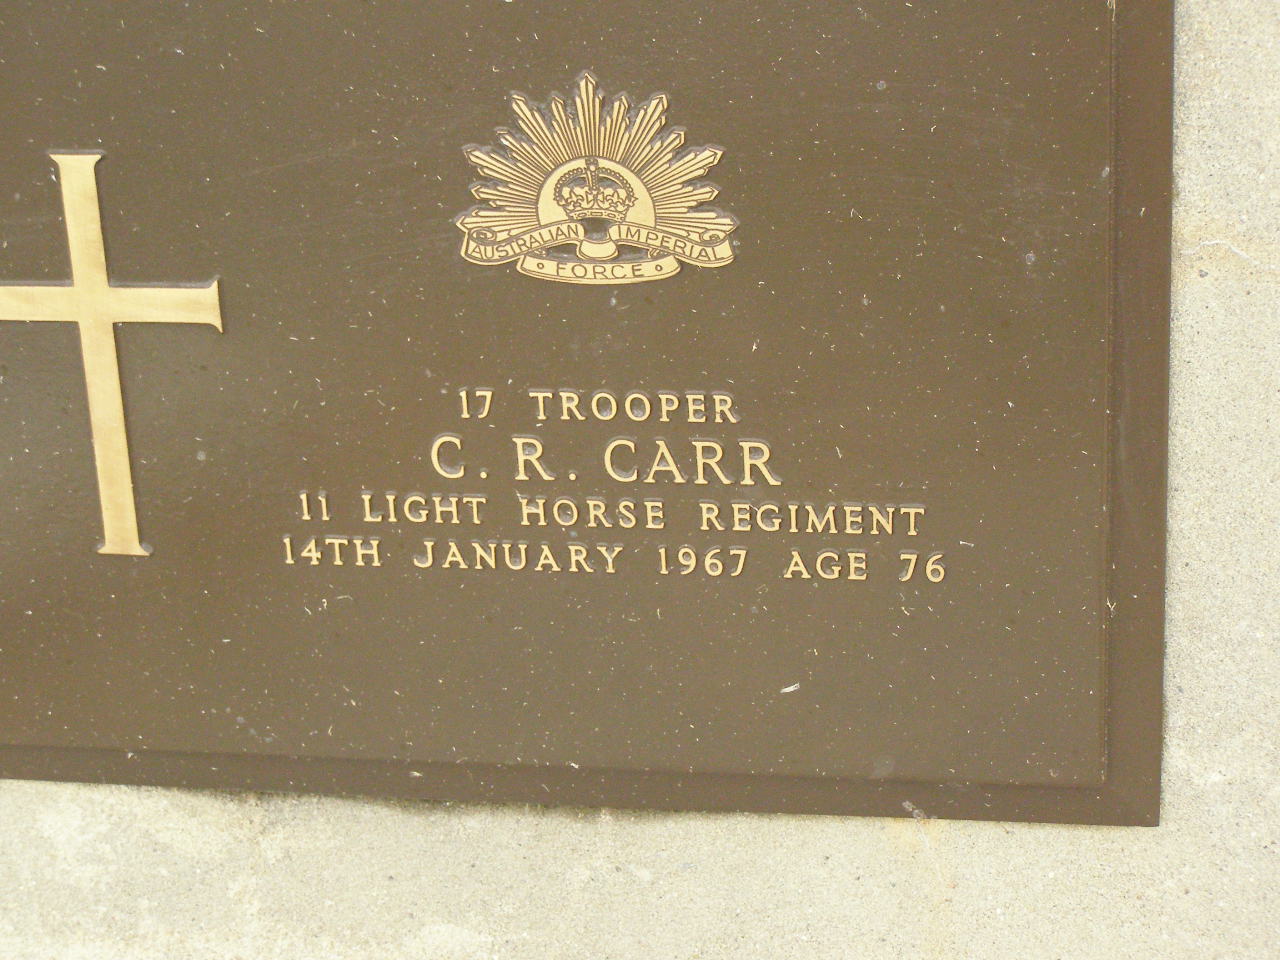 AUSTRALIAN IMPERIAL
FORCE
17 TROOPER
C. R. CARR
11 LIGHT HORSE REGIMENT
14TH JANUARY 1967 AGE 76